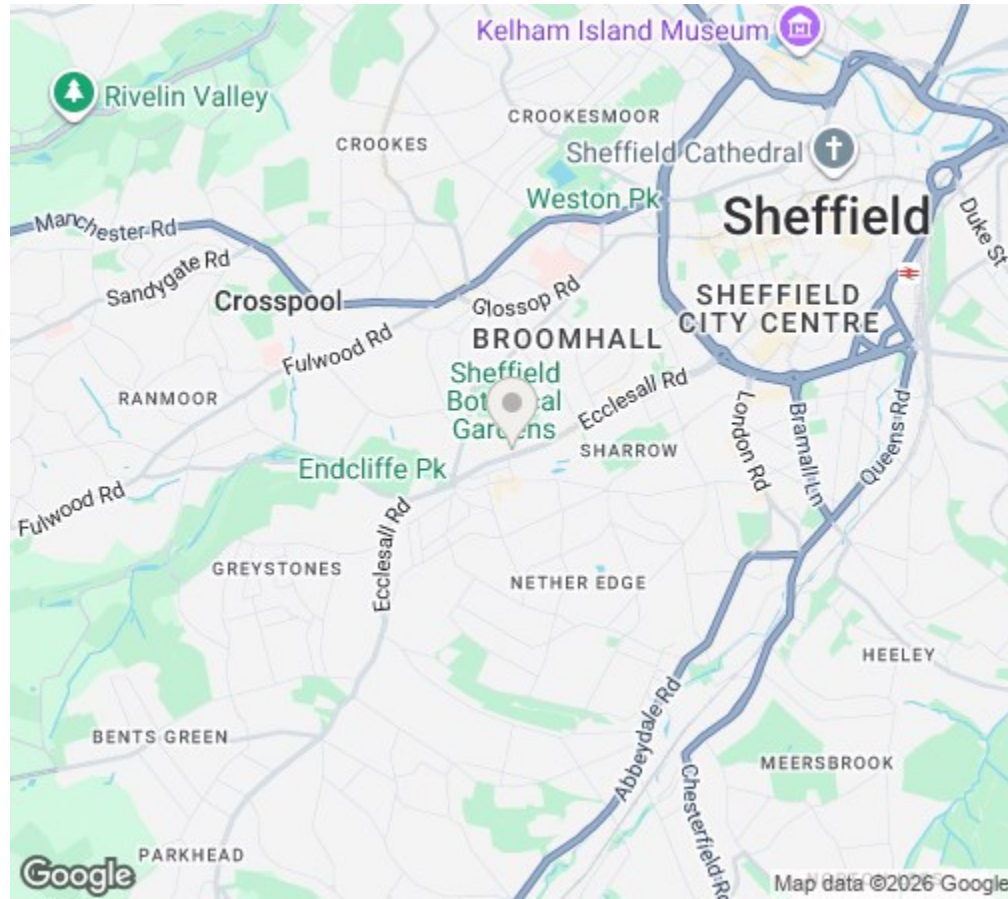 Kelham Island Museum
Rivelin Valley
CROOKESMOOR
CROOKES
Sheffield Cathedral
Weston Pk
Sheffield
Manchester Rd
Duke St
Sandygate Rd
Crosspool
Glossop Rd
SHEFFIELD
CITY CENTRE
BROOMHALL
Fulwood Rd
Sheffield
Botanical
Gardens
Ecclesall Rd
RANMOOR
London Rd
Bramall Ln
Queens Rd
SHARROW
Endcliffe Pk
Fulwood Rd
Ecclesall Rd
GREYSTONES
NETHER EDGE
HEELEY
Abbeydale Rd
BENTS GREEN
MEERSBROOK
Chesterfield Rd
PARKHEAD
Google
Map data ©2026 Google